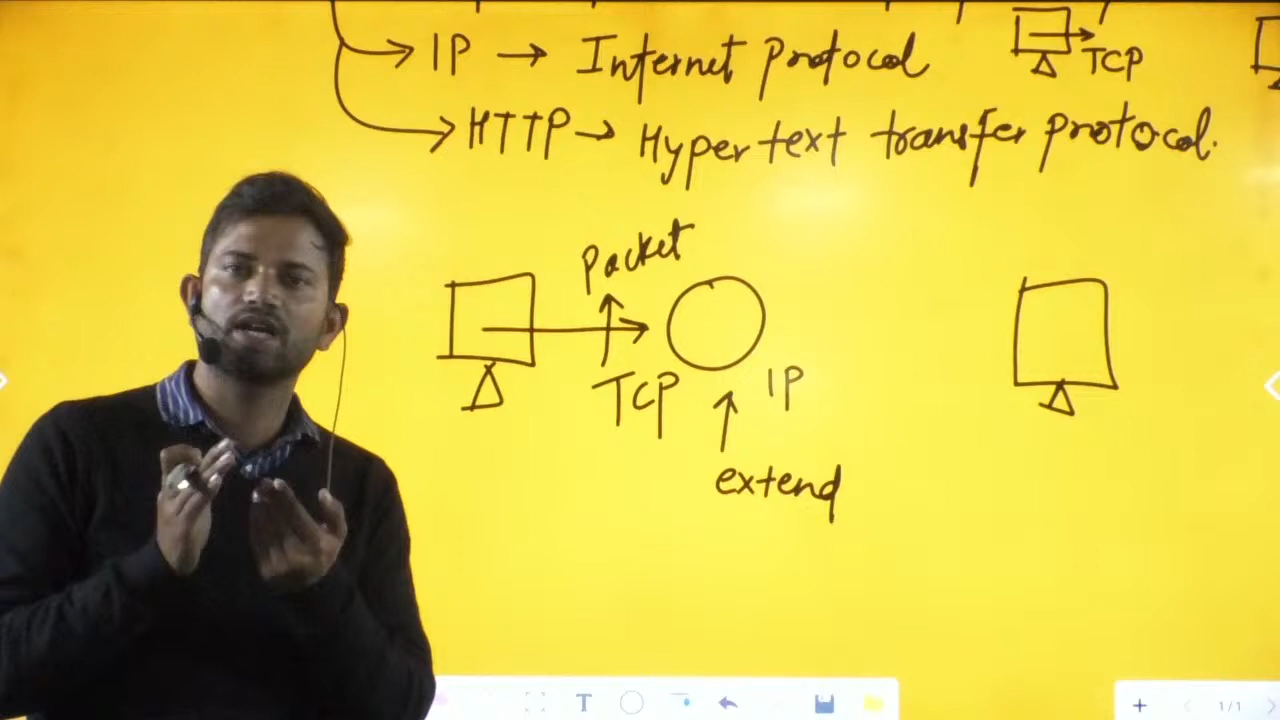 IP → Internet Protocol
TCP
HTTP → Hypertext transfer protocol.
Packet
TCP
IP
extend
T
1/1